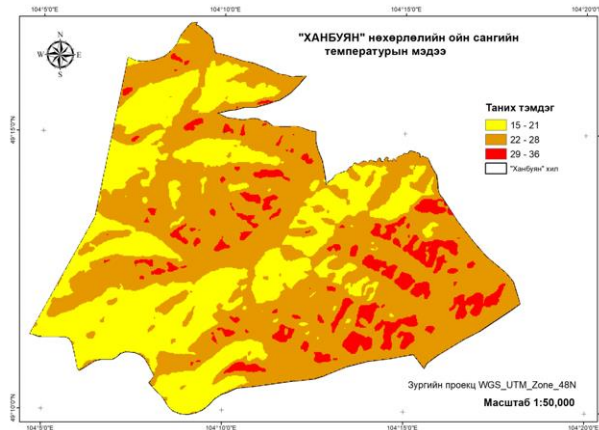 104°5'0"E
104°10'0"E
104°15'0"E
104°20'0"E
"ХАНБУЯН" нөхөрлөлийн ойн сангийн
температурын мэдээ
N
W
E
S
Таних тэмдэг
15 - 21
22 - 28
29 - 36
"Ханбуян" хил
49°15'0"N
49°10'0"N
Зургийн проекц WGS_UTM_Zone_48N
Масштаб 1:50,000
104°5'0"E
104°10'0"E
104°15'0"E
104°20'0"E